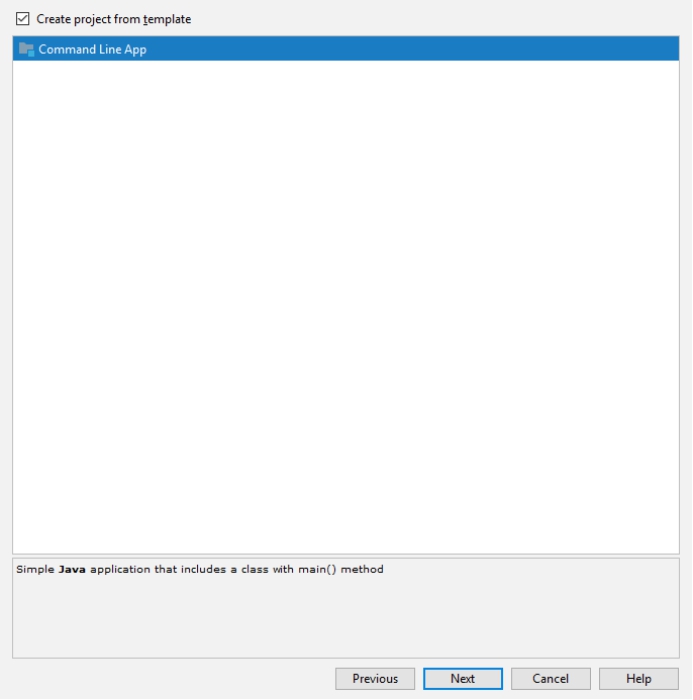 Create project from template
Command Line App
Simple Java application that includes a class with main() method
Previous
Next
Cancel
Help